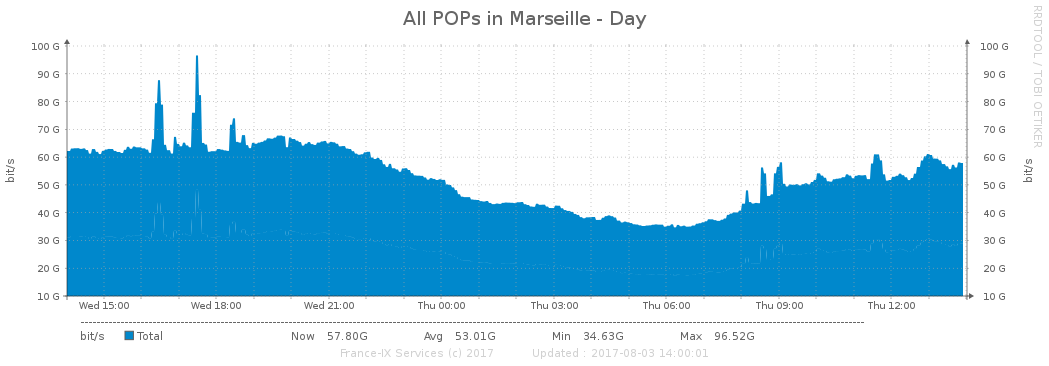 All POPs in Marseille - Day
RRDTOOL / TOBI OETIKER
100 G 100 G
90 G 90 G
80 G 80 G
70 G 70 G
60 G 60 G
50 G 50 G
40 G 40 G
30 G 30 G
20 G 20 G
10 G 10 G
bit/s bit/s
Wed 15:00 Wed 18:00 Wed 21:00 Thu 00:00 Thu 03:00 Thu 06:00 Thu 09:00 Thu 12:00
bit/s Total Now 57.80G Avg 53.01G Min 34.63G Max 96.52G
France-IX Services (c) 2017 Updated : 2017-08-03 14:00:01